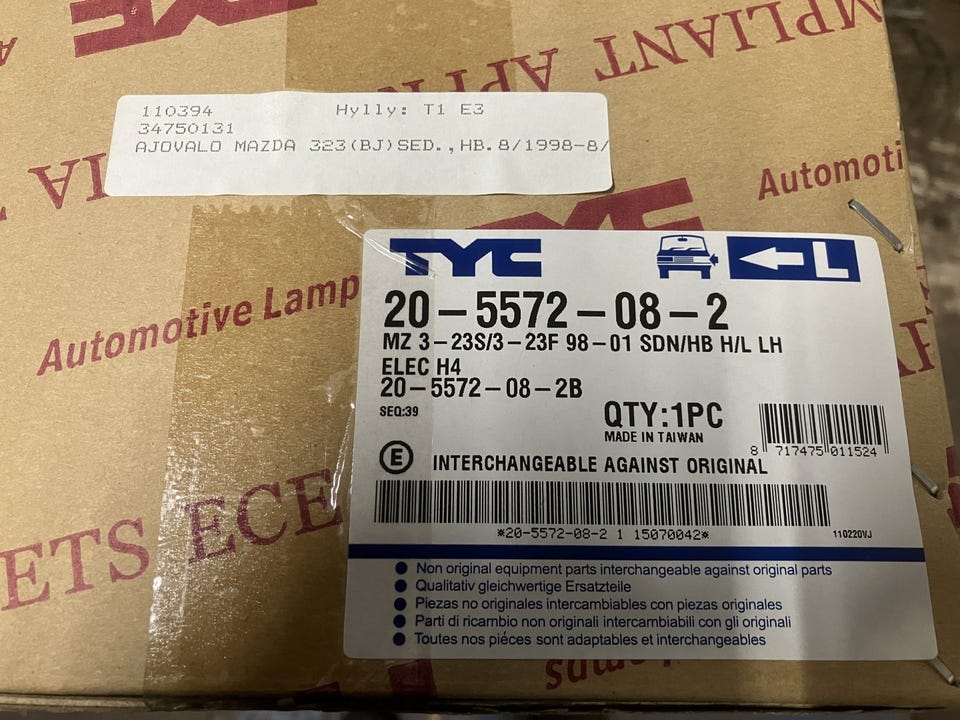 TYC
MPLIANT APPR
110394 Hylly: T1 E3
34750131
AJOVALO MAZDA 323(BJ)SED.,HB.8/1998-8/
Automoti
TYC
Automotive Lamp
TYC
L
20-5572-08-2
MZ 3-23S/3-23F 98-01 SDN/HB H/L LH
ELEC H4
20-5572-08-2B
SEQ:39
QTY:1PC
MADE IN TAIWAN
8 717475 011524
E INTERCHANGEABLE AGAINST ORIGINAL
*20-5572-08-2 1 15070042*
110220VJ
ETS ECE
● Non original equipment parts interchangeable against original parts
● Qualitativ gleichwertige Ersatzteile
● Piezas no originales intercambiables con piezas originales
● Parti di ricambio non originali intercambiabili con gli originali
● Toutes nos piéces sont adaptables et interchangeables